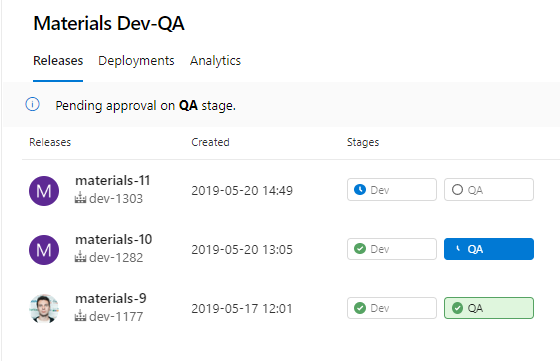 Materials Dev-QA
Releases Deployments Analytics
Pending approval on QA stage.
Releases Created Stages
M materials-11 2019-05-20 14:49 Dev QA
dev-1303
M materials-10 2019-05-20 13:05 Dev QA
dev-1282
materials-9 2019-05-17 12:01 Dev QA
dev-1177